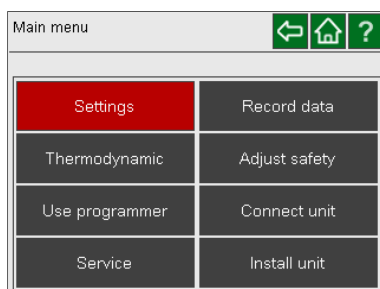 Main menu ?
Settings Record data
Thermodynamic Adjust safety
Use programmer Connect unit
Service Install unit